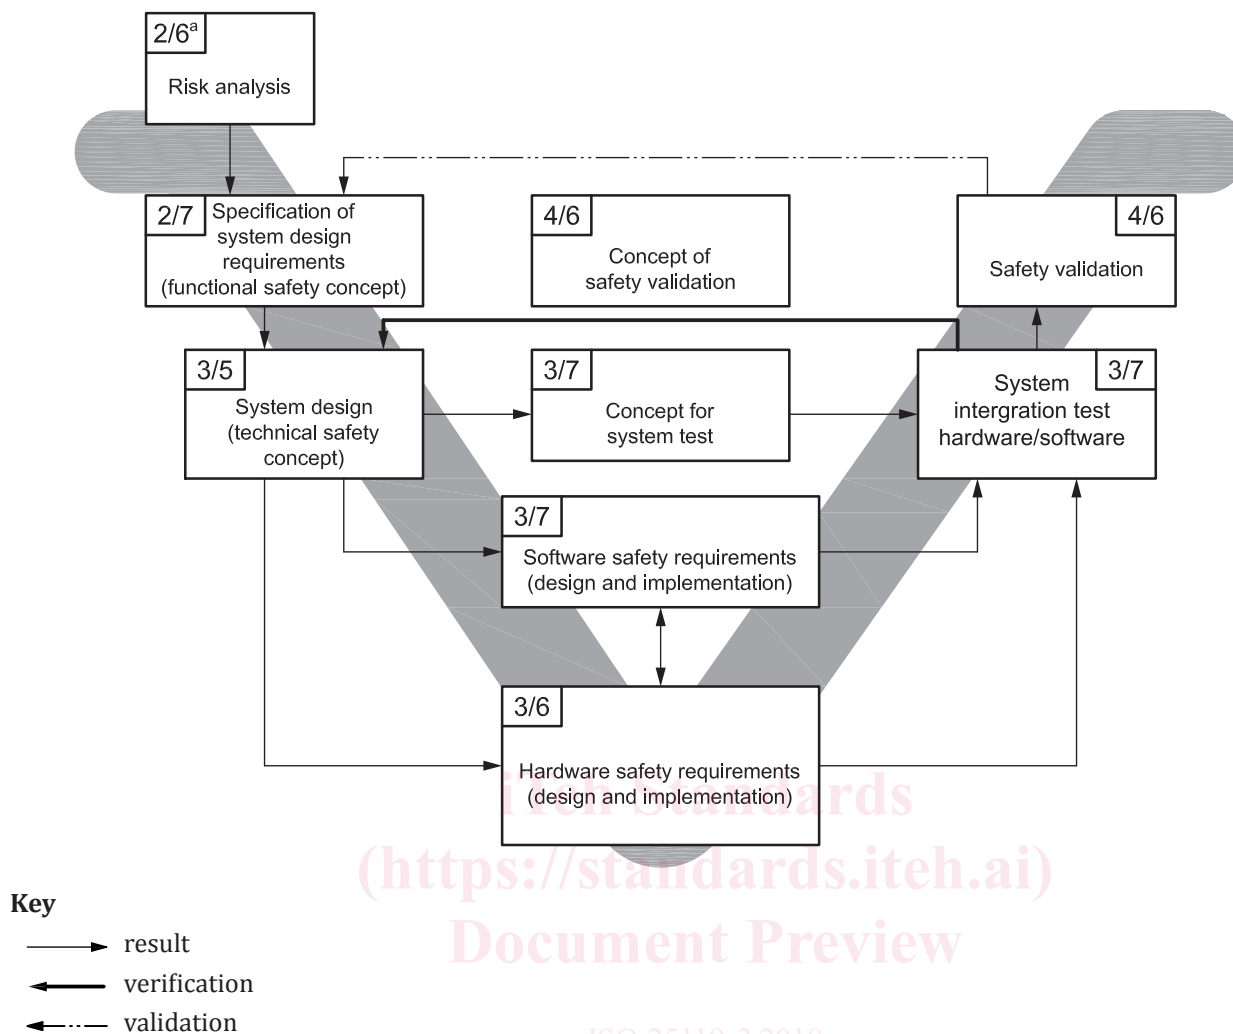 2/6a
Risk analysis
2/7
Specification of
system design
requirements
(functional safety concept)
4/6
Concept of
safety validation
4/6
Safety validation
3/5
System design
(technical safety
concept)
3/7
Concept for
system test
3/7
System
intergration test
hardware/software
3/7
Software safety requirements
(design and implementation)
3/6
Hardware safety requirements
(design and implementation)
iTeh Standards
(https://standards.iteh.ai)
Document Preview
Key
result
verification
validation